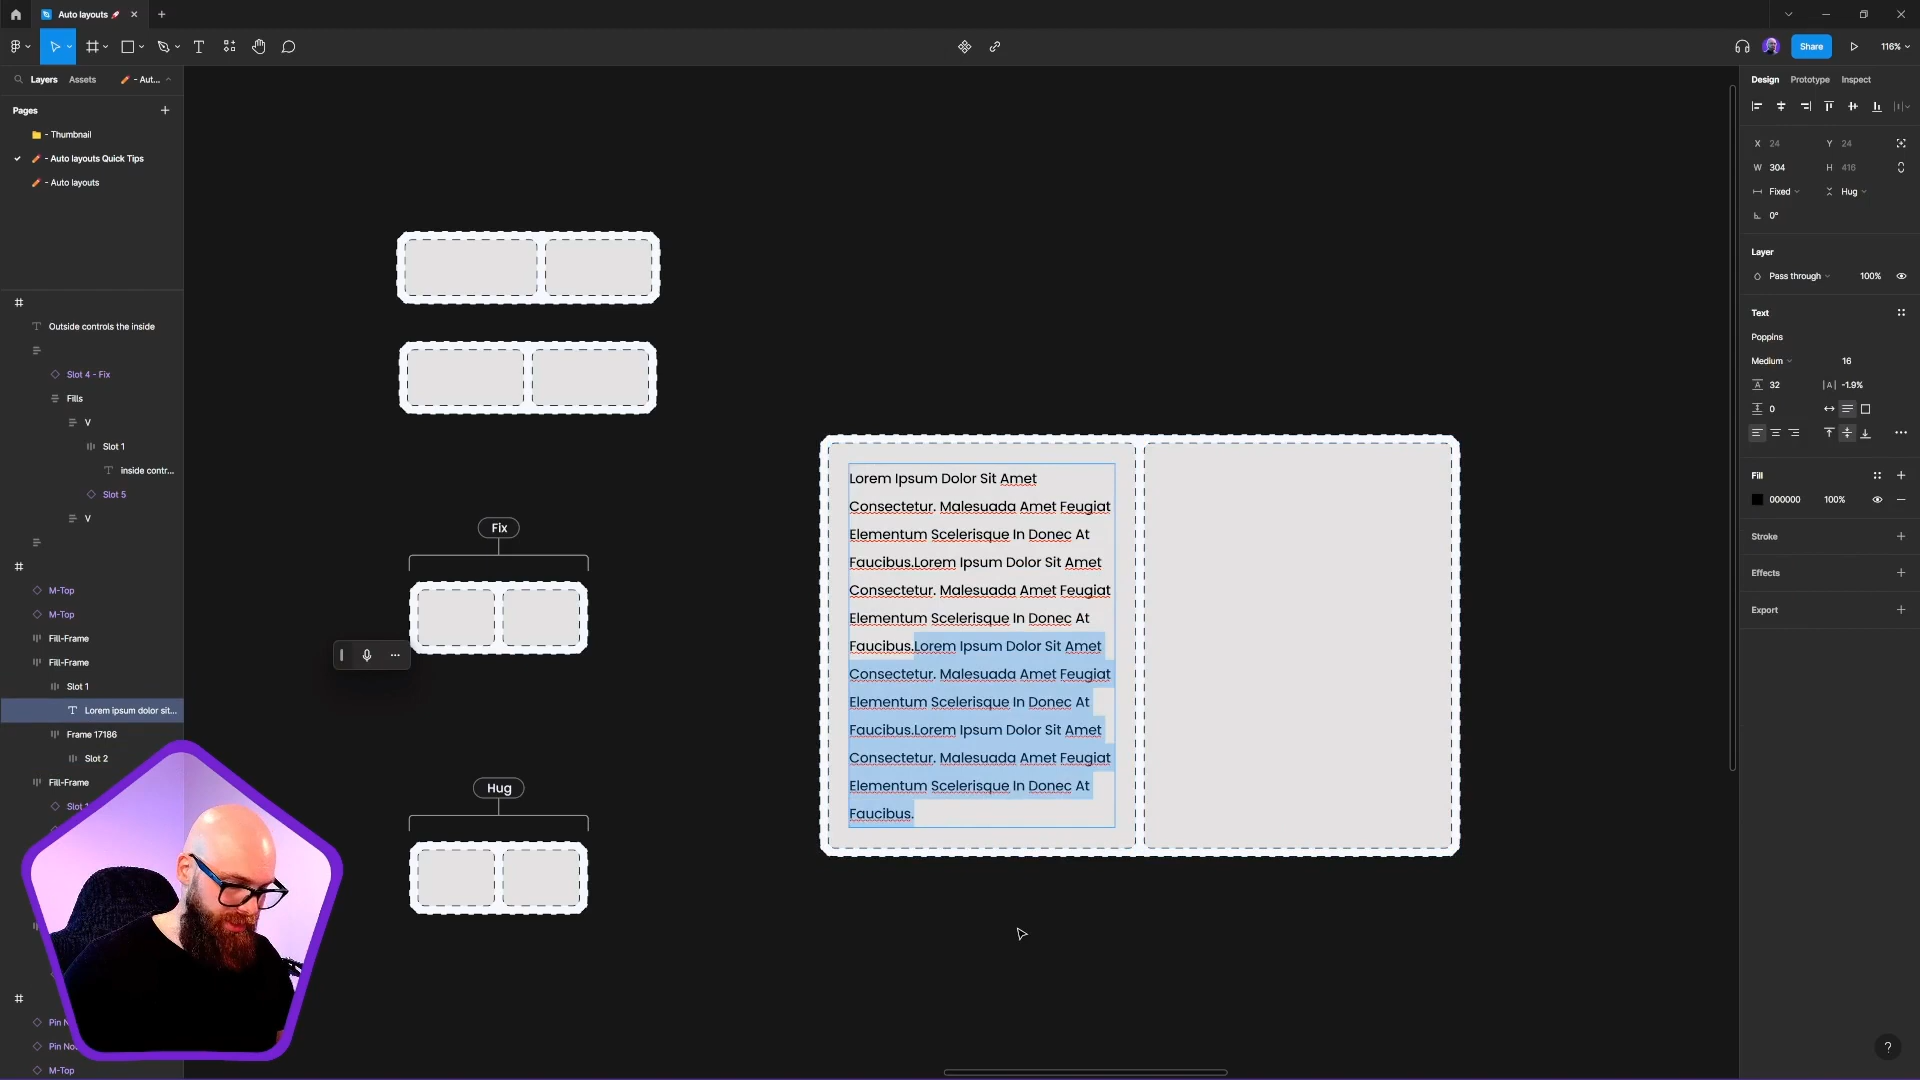 Auto layouts
Share
116%
Layers
Assets
- Aut...
Design
Prototype
Inspect
Pages
- Thumbnail
- Auto layouts Quick Tips
- Auto layouts
X 24
Y 24
W 304
H 416
Fixed
Hug
0°
Layer
Pass through
100%
Text
Poppins
Medium
16
32
-1.9%
0
Fill
000000
100%
Stroke
Effects
Export
Outside controls the inside
Slot 4 - Fix
Fills
V
Slot 1
inside contr...
Slot 5
V
M-Top
M-Top
Fill-Frame
Fill-Frame
Slot 1
Lorem ipsum dolor sit...
Frame 17186
Slot 2
Fill-Frame
Slot
Pin
Pin
M-Top
Fix
Hug
Lorem Ipsum Dolor Sit Amet
Consectetur. Malesuada Amet Feugiat
Elementum Scelerisque In Donec At
Faucibus.Lorem Ipsum Dolor Sit Amet
Consectetur. Malesuada Amet Feugiat
Elementum Scelerisque In Donec At
Faucibus.Lorem Ipsum Dolor Sit Amet
Consectetur. Malesuada Amet Feugiat
Elementum Scelerisque In Donec At
Faucibus.Lorem Ipsum Dolor Sit Amet
Consectetur. Malesuada Amet Feugiat
Elementum Scelerisque In Donec At
Faucibus.
?